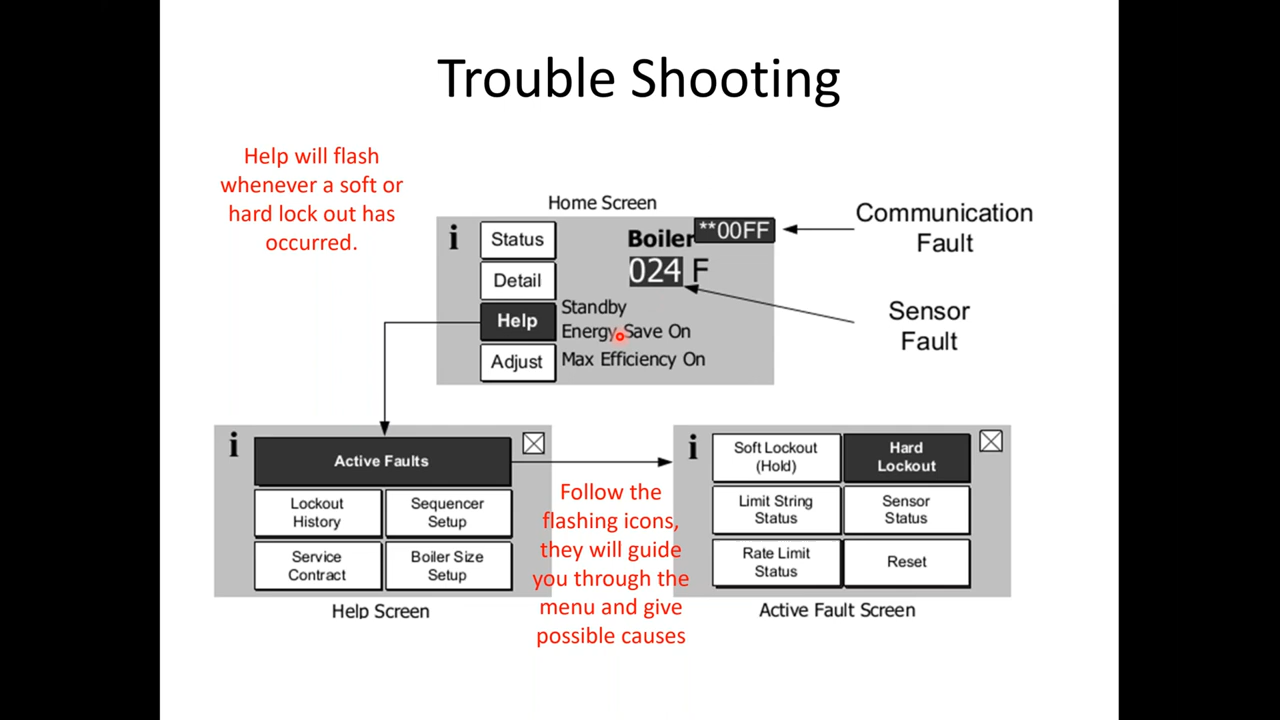 Trouble Shooting
Help will flash
whenever a soft or
hard lock out has
occurred.
Home Screen
i
Status
Detail
Help
Adjust
Boiler
**00FF
024 F
Standby
Energy Save On
Max Efficiency On
Communication
Fault
Sensor
Fault
i
Active Faults
Lockout
History
Sequencer
Setup
Service
Contract
Boiler Size
Setup
Help Screen
Follow the
flashing icons,
they will guide
you through the
menu and give
possible causes
i
Soft Lockout
(Hold)
Hard
Lockout
Limit String
Status
Sensor
Status
Rate Limit
Status
Reset
Active Fault Screen